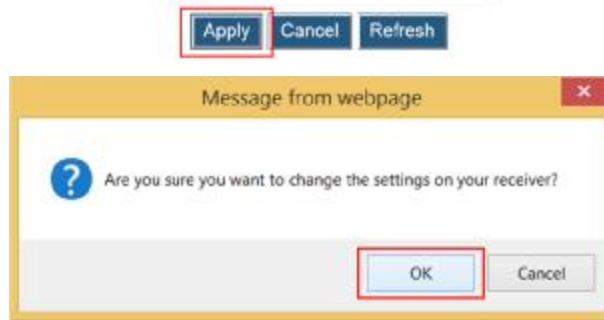 Apply Cancel Refresh
Message from webpage
Are you sure you want to change the settings on your receiver?
OK Cancel